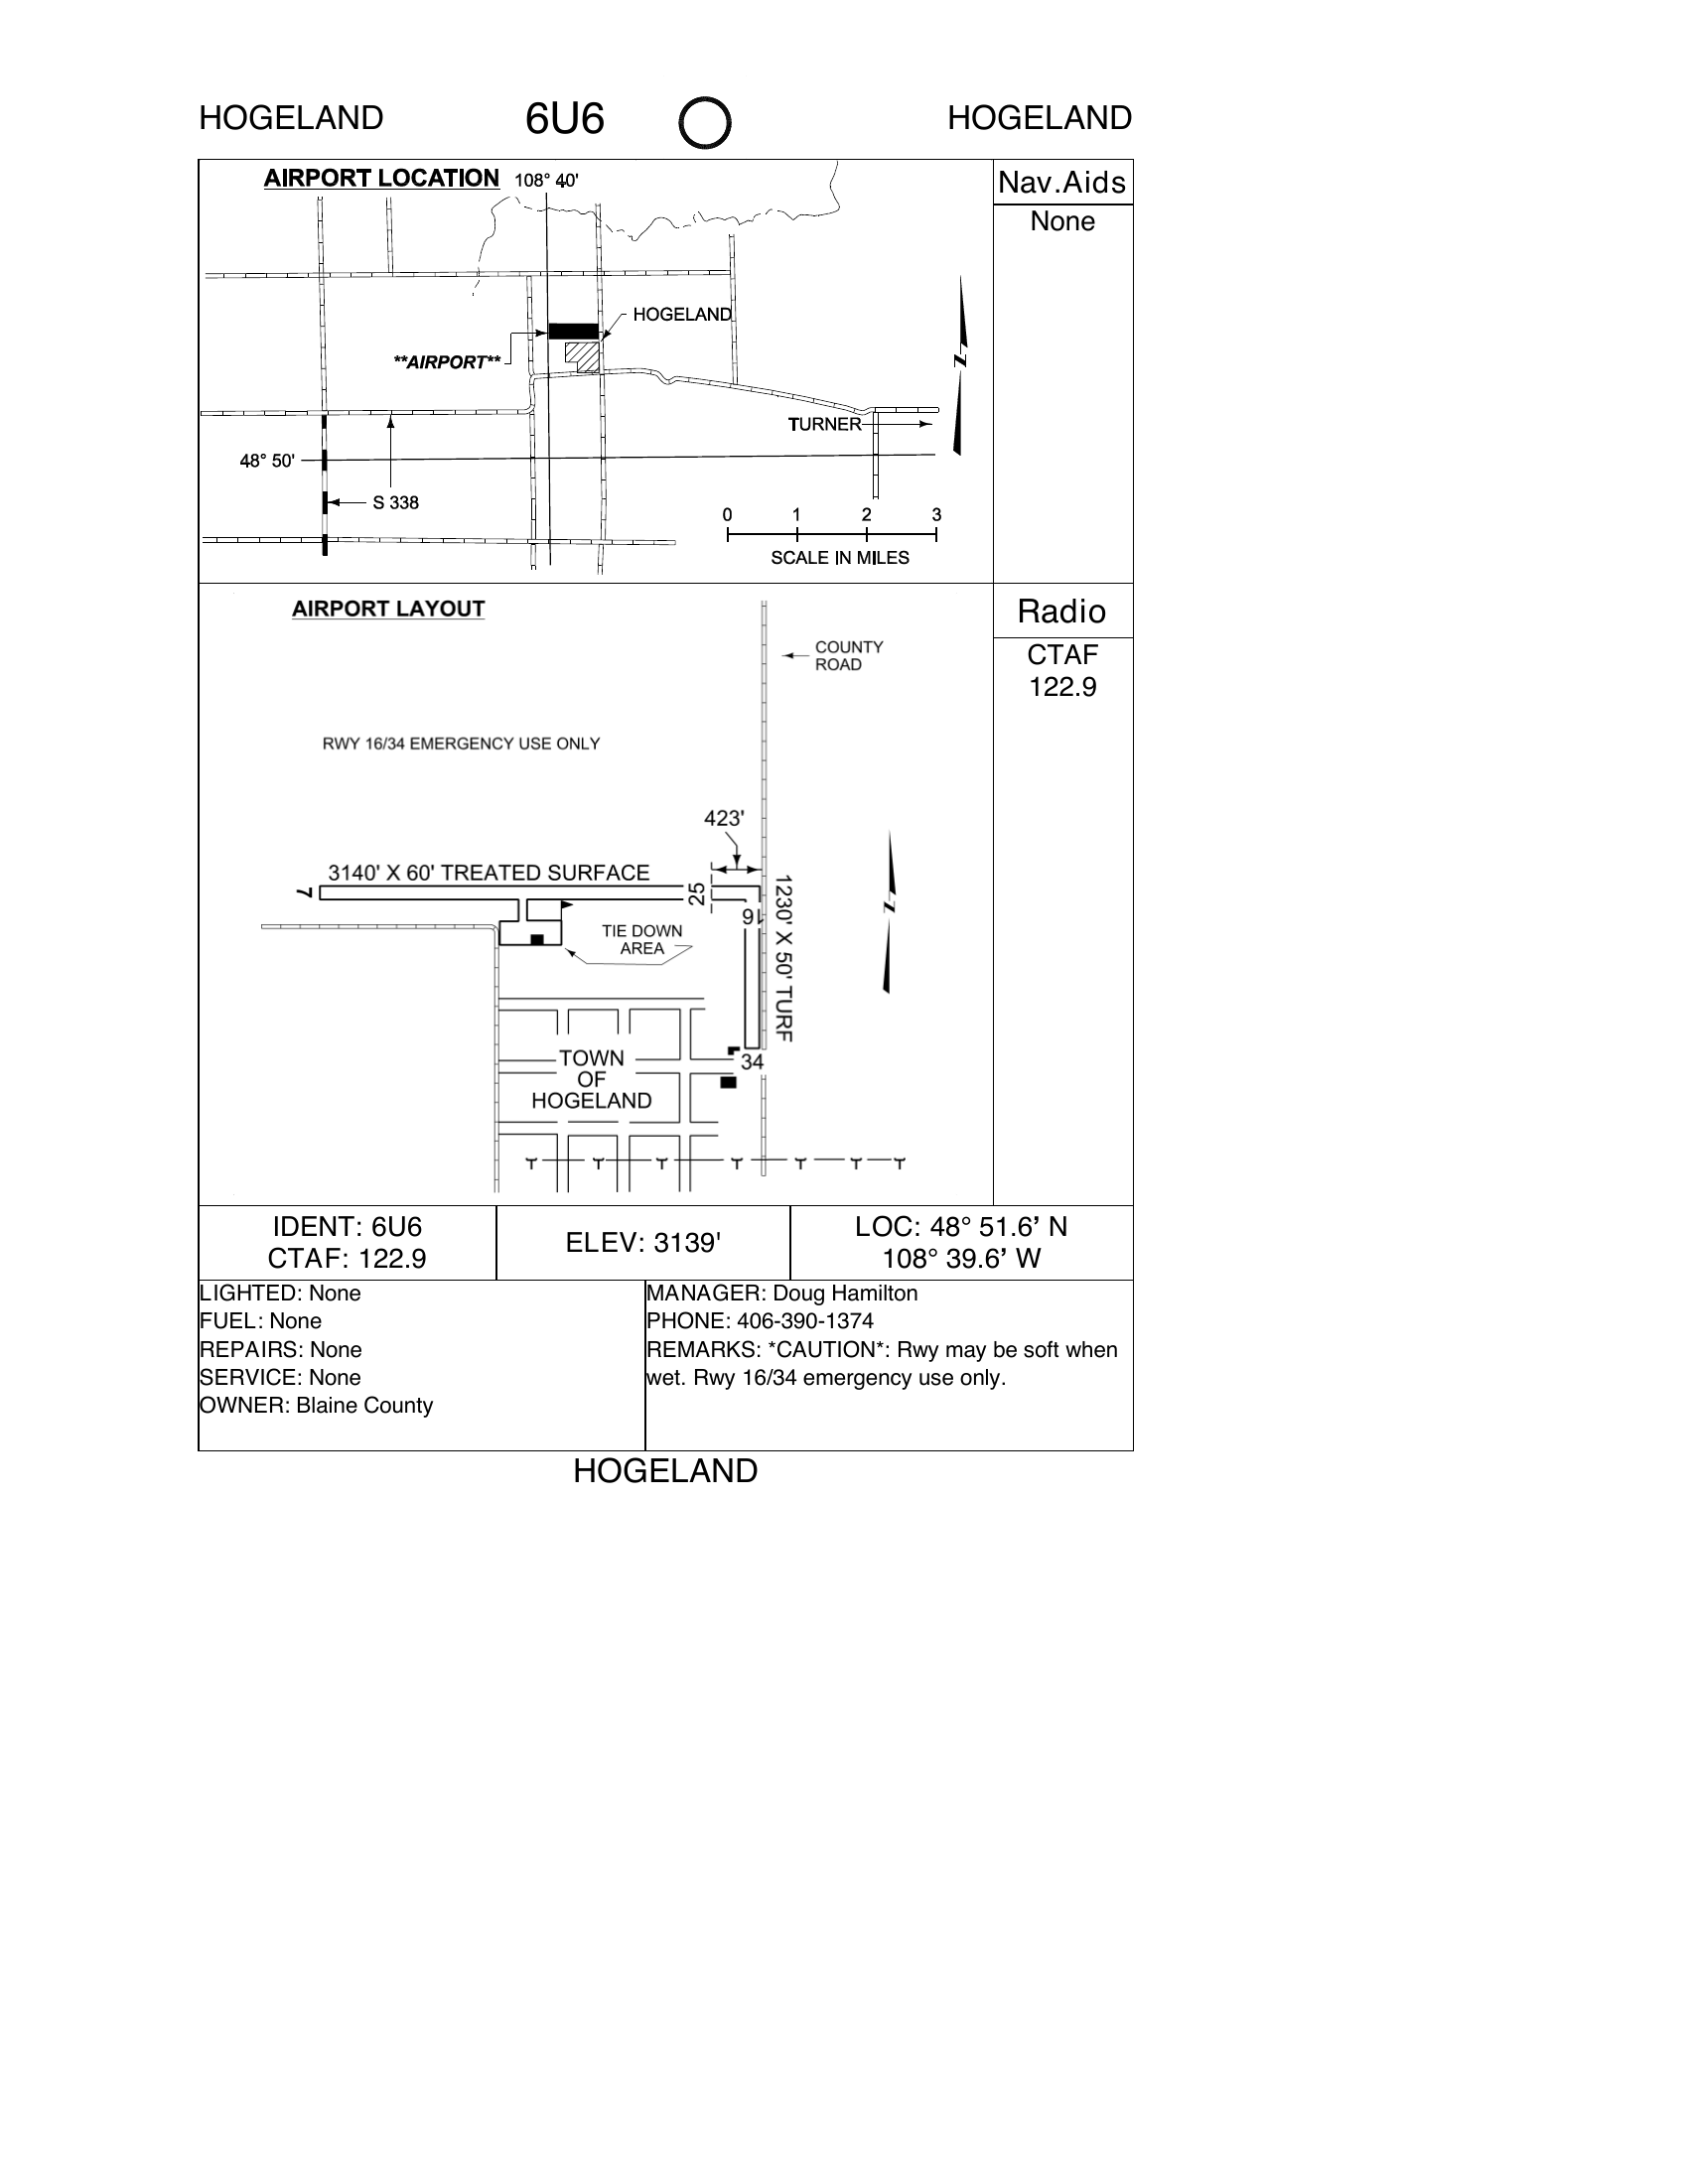 HOGELAND 6U6 HOGELAND
AIRPORT LOCATION 108° 40'
Nav.Aids
None
HOGELAND
**AIRPORT**
TURNER
48° 50'
S 338
0 1 2 3
SCALE IN MILES
N
AIRPORT LAYOUT
Radio
CTAF
122.9
COUNTY
ROAD
RWY 16/34 EMERGENCY USE ONLY
423'
3140' X 60' TREATED SURFACE
7
25
16
1230' X 50' TURF
N
TIE DOWN
AREA
34
TOWN
OF
HOGELAND
IDENT: 6U6
CTAF: 122.9
ELEV: 3139'
LOC: 48° 51.6’ N
108° 39.6’ W
LIGHTED: None
FUEL: None
REPAIRS: None
SERVICE: None
OWNER: Blaine County
MANAGER: Doug Hamilton
PHONE: 406-390-1374
REMARKS: *CAUTION*: Rwy may be soft when
wet. Rwy 16/34 emergency use only.
HOGELAND